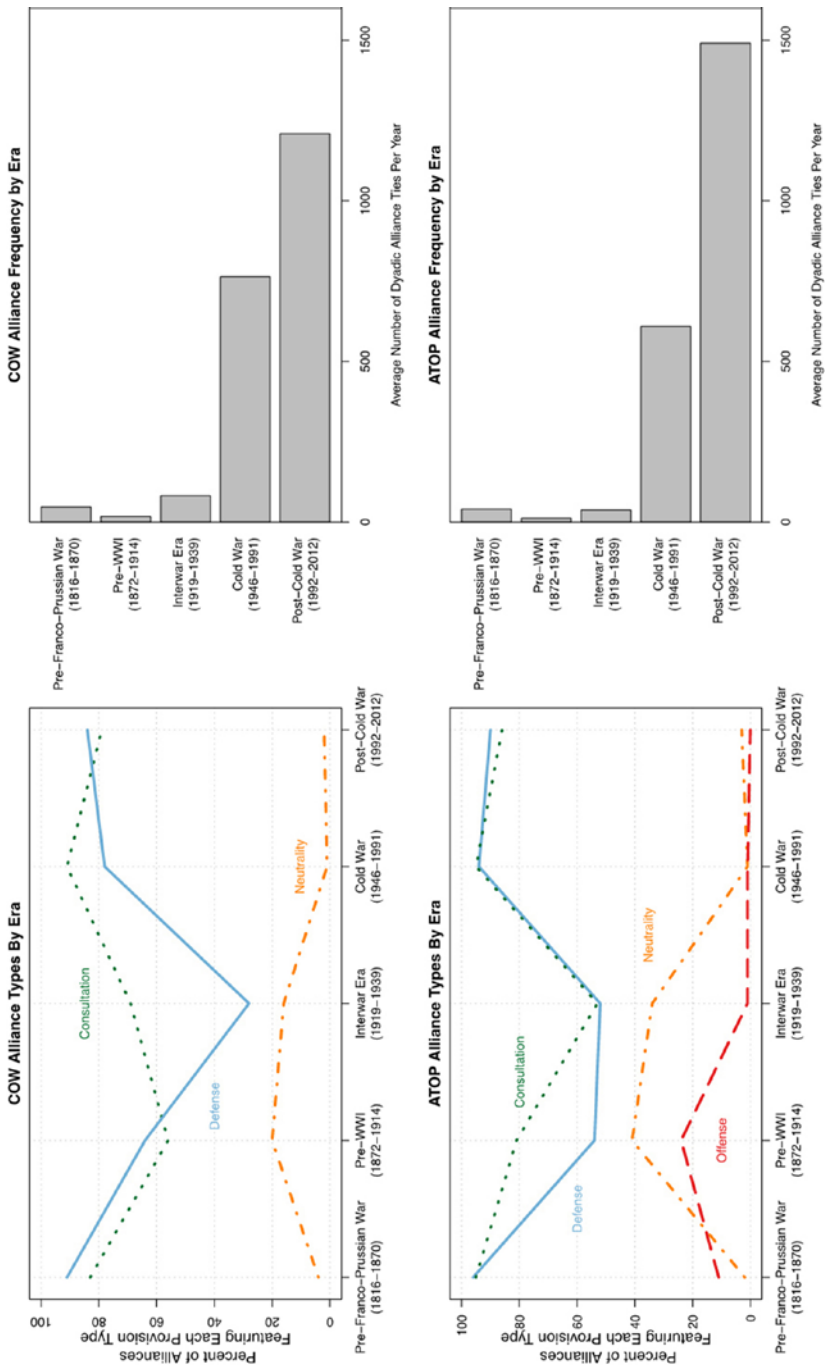 COW Alliance Types By Era
Percent of Alliances
Featuring Each Provision Type
100
80
60
40
20
0
Consultation
Defense
Neutrality
Pre−Franco−Prussian War
(1816−1870)
Pre−WWI
(1872−1914)
Interwar Era
(1919−1939)
Cold War
(1946−1991)
Post−Cold War
(1992−2012)
COW Alliance Frequency by Era
Pre−Franco−Prussian War
(1816−1870)
Pre−WWI
(1872−1914)
Interwar Era
(1919−1939)
Cold War
(1946−1991)
Post−Cold War
(1992−2012)
0
500
1000
1500
Average Number of Dyadic Alliance Ties Per Year
ATOP Alliance Types By Era
Percent of Alliances
Featuring Each Provision Type
100
80
60
40
20
0
Consultation
Defense
Neutrality
Offense
Pre−Franco−Prussian War
(1816−1870)
Pre−WWI
(1872−1914)
Interwar Era
(1919−1939)
Cold War
(1946−1991)
Post−Cold War
(1992−2012)
ATOP Alliance Frequency by Era
Pre−Franco−Prussian War
(1816−1870)
Pre−WWI
(1872−1914)
Interwar Era
(1919−1939)
Cold War
(1946−1991)
Post−Cold War
(1992−2012)
0
500
1000
1500
Average Number of Dyadic Alliance Ties Per Year